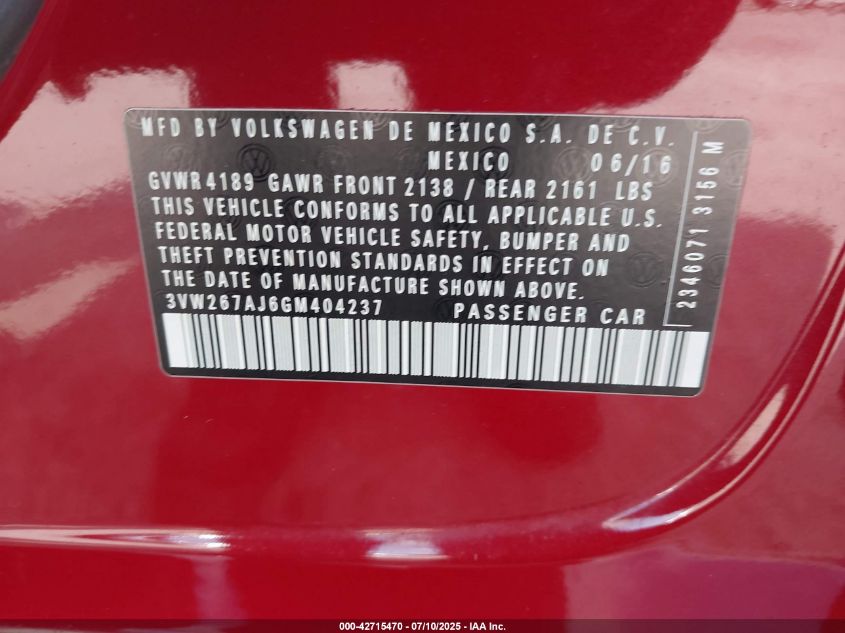 MFD BY VOLKSWAGEN DE MEXICO S.A. DE C.V.
MEXICO 06/16
GVWR 4189 GAWR FRONT 2138 / REAR 2161 LBS
THIS VEHICLE CONFORMS TO ALL APPLICABLE U.S.
FEDERAL MOTOR VEHICLE SAFETY, BUMPER AND
THEFT PREVENTION STANDARDS IN EFFECT ON
THE DATE OF MANUFACTURE SHOWN ABOVE.
3VW267AJ6GM404237 PASSENGER CAR
2346071 3156 M
000-42715470 - 07/10/2025 - IAA Inc.